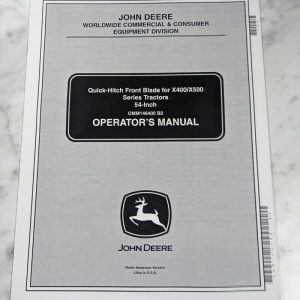 JOHN DEERE
WORLDWIDE COMMERCIAL & CONSUMER
EQUIPMENT DIVISION
Quick-Hitch Front Blade for X400/X500
Series Tractors
54-Inch
OMM148400 B2
OPERATOR'S MANUAL
JOHN DEERE
North American Version
Litho in U.S.A.